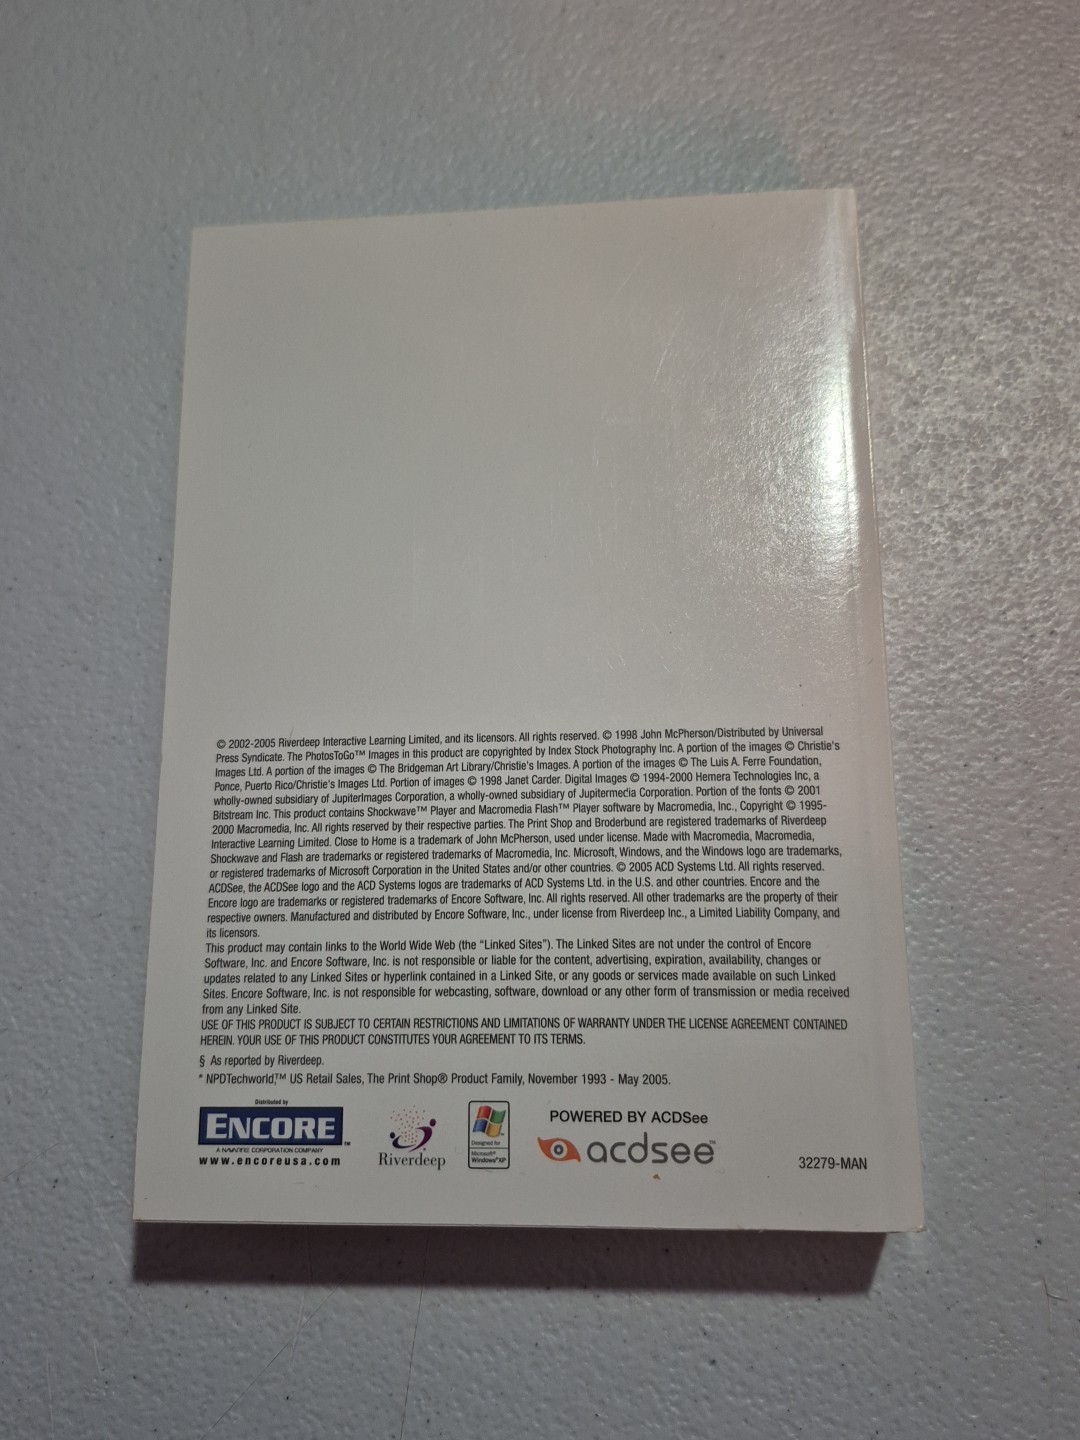 © 2002-2005 Riverdeep Interactive Learning Limited, and its licensors. All rights reserved. © 1998 John McPherson/Distributed by Universal
Press Syndicate. The PhotosToGo™ Images in this product are copyrighted by Index Stock Photography Inc. A portion of the images © Christie's
Images Ltd. A portion of the images © The Bridgeman Art Library/Christie's Images. A portion of the images © The Luis A. Ferre Foundation,
Ponce, Puerto Rico/Christie's Images Ltd. Portion of images © 1998 Janet Carder. Digital Images © 1994-2000 Hemera Technologies Inc, a
wholly-owned subsidiary of JupiterImages Corporation, a wholly-owned subsidiary of Jupitermedia Corporation. Portion of the fonts © 2001
Bitstream Inc. This product contains Shockwave™ Player and Macromedia Flash™ Player software by Macromedia, Inc., Copyright © 1995-
2000 Macromedia, Inc. All rights reserved by their respective parties. The Print Shop and Broderbund are registered trademarks of Riverdeep
Interactive Learning Limited. Close to Home is a trademark of John McPherson, used under license. Made with Macromedia, Macromedia,
Shockwave and Flash are trademarks or registered trademarks of Macromedia, Inc. Microsoft, Windows, and the Windows logo are trademarks,
or registered trademarks of Microsoft Corporation in the United States and/or other countries. © 2005 ACD Systems Ltd. All rights reserved.
ACDSee, the ACDSee logo and the ACD Systems logos are trademarks of ACD Systems Ltd. in the U.S. and other countries. Encore and the
Encore logo are trademarks or registered trademarks of Encore Software, Inc. All rights reserved. All other trademarks are the property of their
respective owners. Manufactured and distributed by Encore Software, Inc., under license from Riverdeep Inc., a Limited Liability Company, and
its licensors.
This product may contain links to the World Wide Web (the "Linked Sites"). The Linked Sites are not under the control of Encore
Software, Inc. and Encore Software, Inc. is not responsible or liable for the content, advertising, expiration, availability, changes or
updates related to any Linked Sites or hyperlink contained in a Linked Site, or any goods or services made available on such Linked
Sites. Encore Software, Inc. is not responsible for webcasting, software, download or any other form of transmission or media received
from any Linked Site.
USE OF THIS PRODUCT IS SUBJECT TO CERTAIN RESTRICTIONS AND LIMITATIONS OF WARRANTY UNDER THE LICENSE AGREEMENT CONTAINED
HEREIN. YOUR USE OF THIS PRODUCT CONSTITUTES YOUR AGREEMENT TO ITS TERMS.
§ As reported by Riverdeep.
* NPDTechworld,™ US Retail Sales, The Print Shop® Product Family, November 1993 - May 2005.
Distributed by
ENCORE™
A NAVARRE CORPORATION COMPANY
www.encoreusa.com
Riverdeep
Designed for
Microsoft®
Windows®XP
POWERED BY ACDSee
acdsee™
32279-MAN